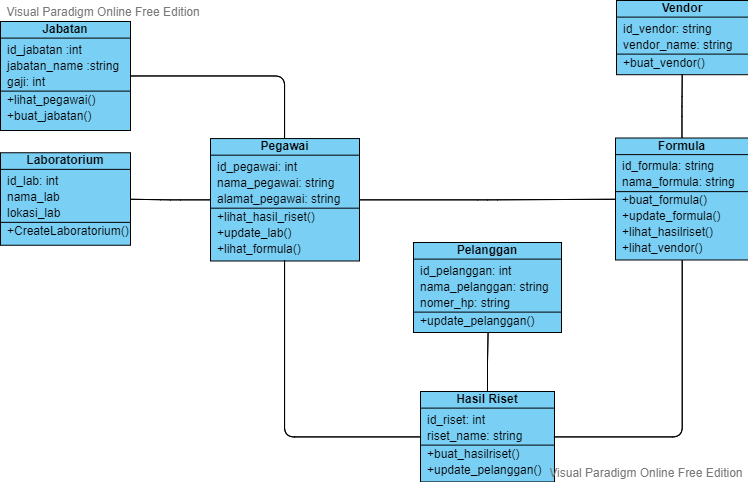 Visual Paradigm Online Free Edition
Jabatan
id_jabatan :int
jabatan_name :string
gaji: int
+lihat_pegawai()
+buat_jabatan()
Vendor
id_vendor: string
vendor_name: string
+buat_vendor()
Laboratorium
id_lab: int
nama_lab
lokasi_lab
+CreateLaboratorium()
Pegawai
id_pegawai: int
nama_pegawai: string
alamat_pegawai: string
+lihat_hasil_riset()
+update_lab()
+lihat_formula()
Formula
id_formula: string
nama_formula: string
+buat_formula()
+update_formula()
+lihat_hasilriset()
+lihat_vendor()
Pelanggan
id_pelanggan: int
nama_pelanggan: string
nomer_hp: string
+update_pelanggan()
Hasil Riset
id_riset: int
riset_name: string
+buat_hasilriset()
+update_pelanggan()
Visual Paradigm Online Free Edition